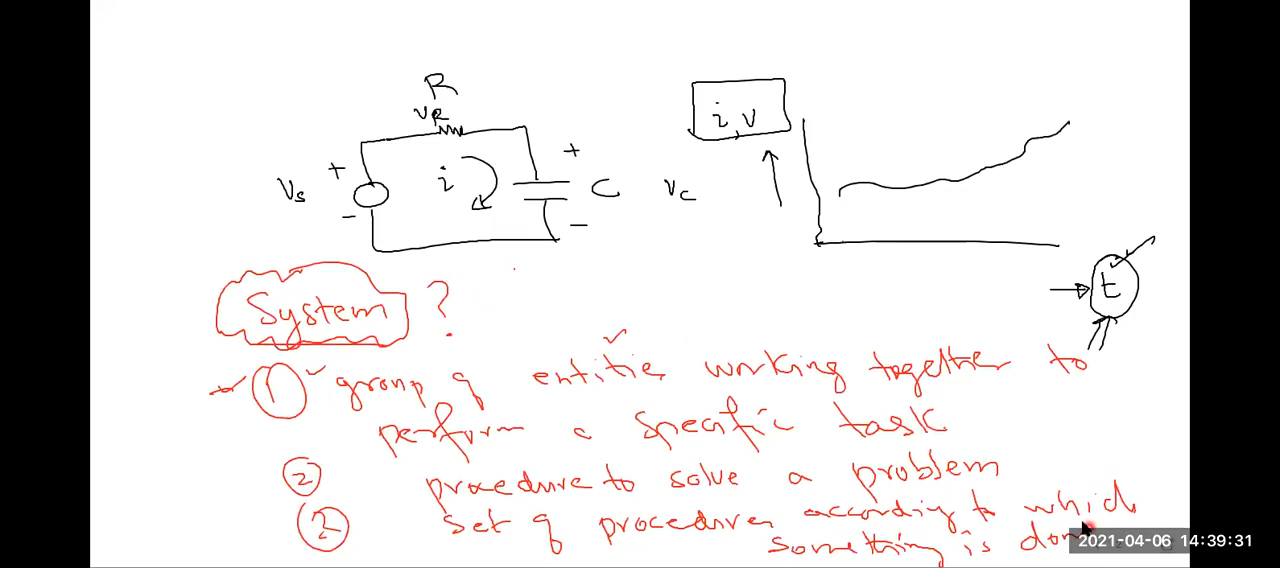 R
VR
i, v
+
+
Vs
i
C
Vc
-
-
t
System ?
1 group of entities working together to
perform a specific task
2 procedure to solve a problem
2 set of procedures according to which
something is done
2021-04-06 14:39:31